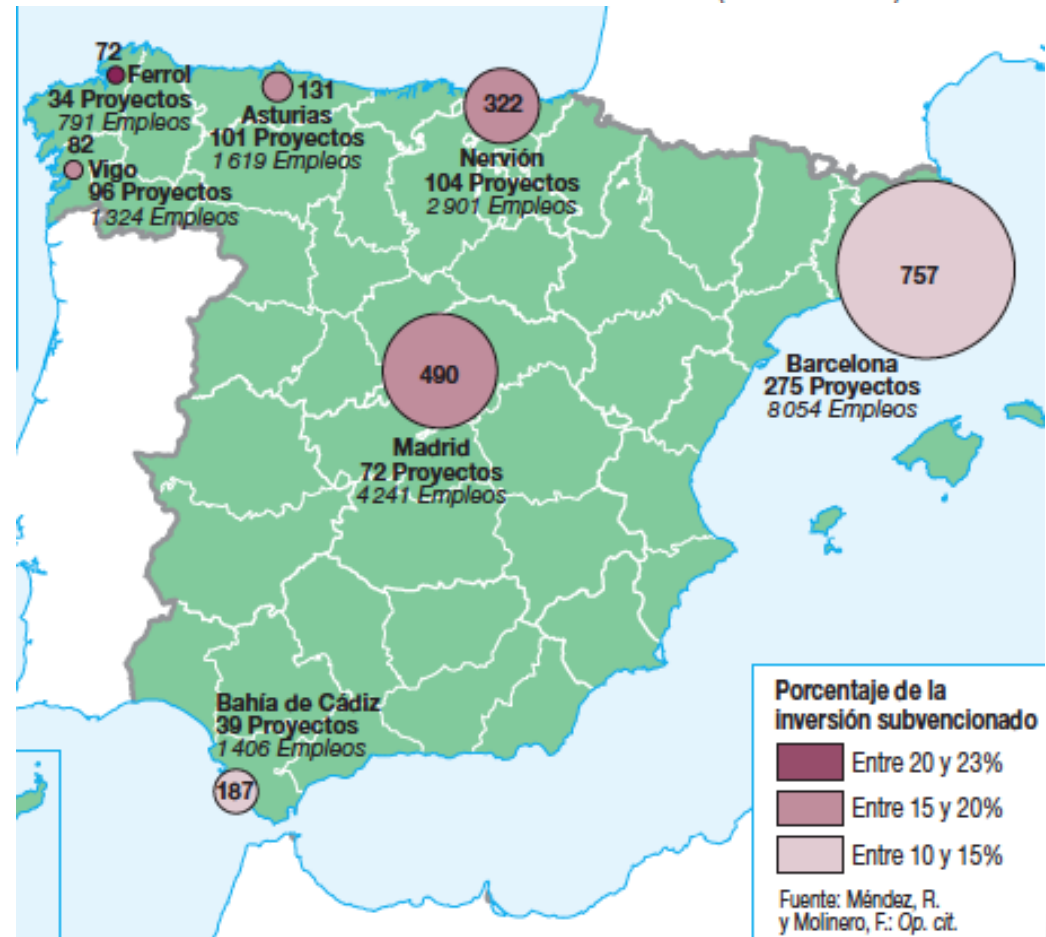 72
Ferrol
34 Proyectos
791 Empleos
82
Vigo
96 Proyectos
1 324 Empleos
131
Asturias
101 Proyectos
1 619 Empleos
322
Nervión
104 Proyectos
2 901 Empleos
757
Barcelona
275 Proyectos
8 054 Empleos
490
Madrid
72 Proyectos
4 241 Empleos
Bahía de Cádiz
39 Proyectos
1 406 Empleos
187
Porcentaje de la
inversión subvencionado
Entre 20 y 23%
Entre 15 y 20%
Entre 10 y 15%
Fuente: Méndez, R.
y Molinero, F.: Op. cit.